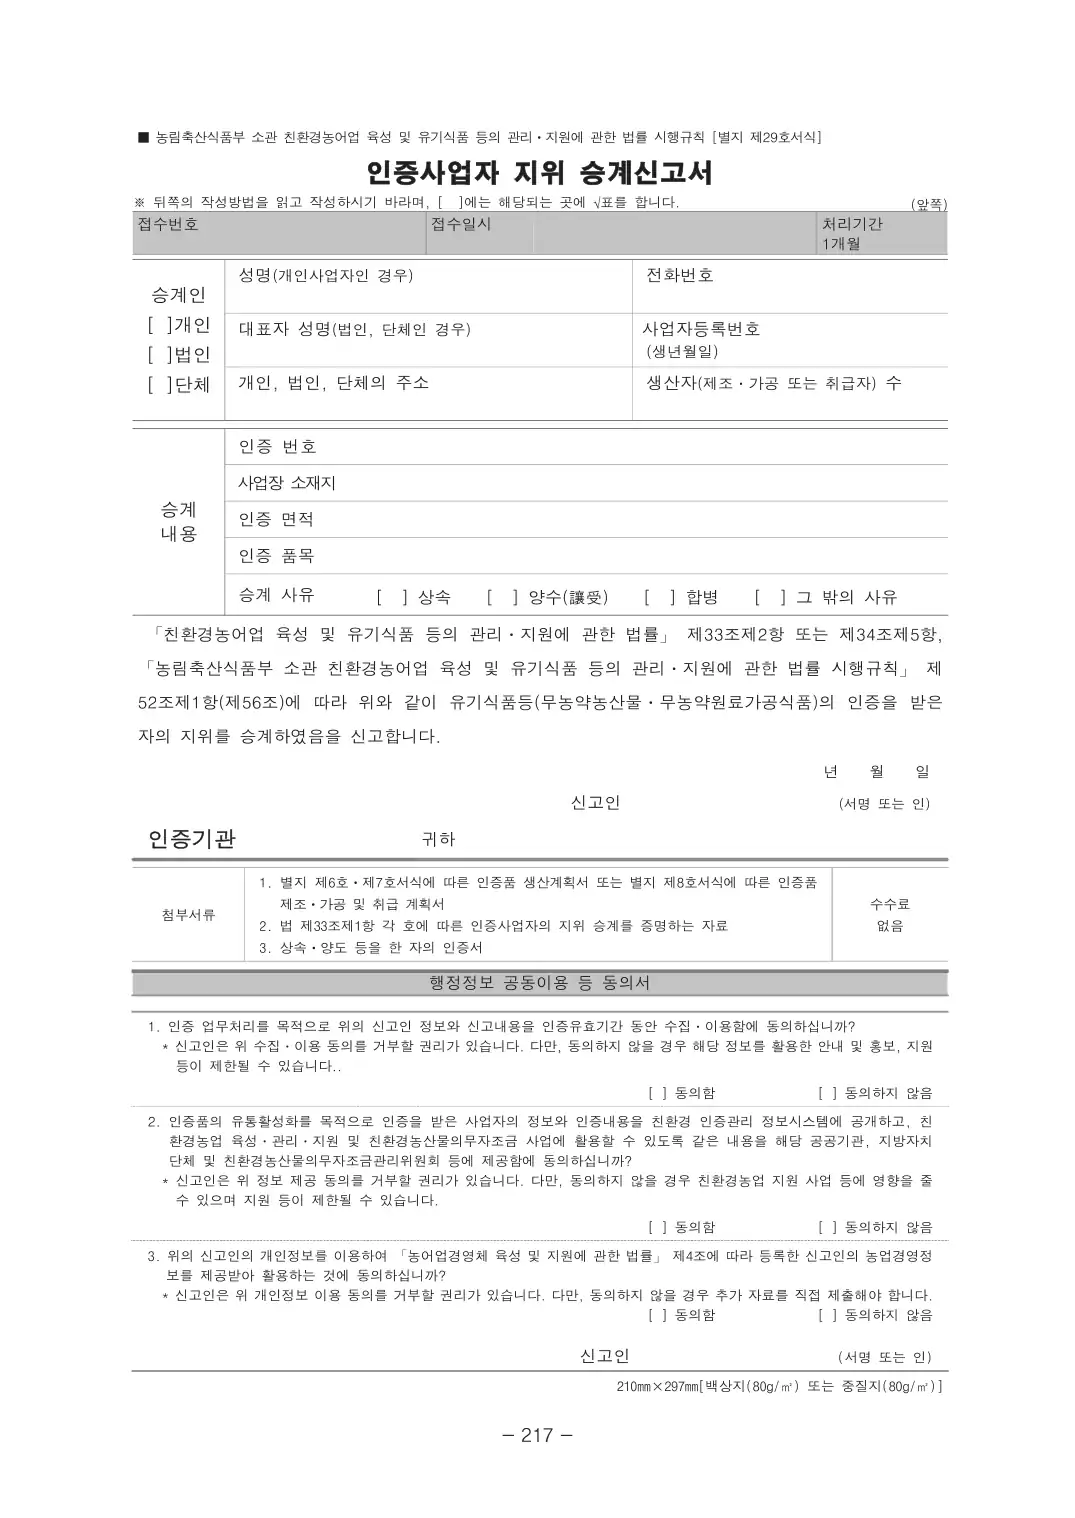 ■ 농림축산식품부 소관 친환경농어업 육성 및 유기식품 등의 관리·지원에 관한 법률 시행규칙 [별지 제29호서식]
인증사업자 지위 승계신고서
※ 뒤쪽의 작성방법을 읽고 작성하시기 바라며, [  ]에는 해당되는 곳에 √표를 합니다.
(앞쪽)
접수번호
접수일시
처리기간
1개월
승계인
[  ]개인
[  ]법인
[  ]단체
성명(개인사업자인 경우)
전화번호
대표자 성명(법인, 단체인 경우)
사업자등록번호
(생년월일)
개인, 법인, 단체의 주소
생산자(제조·가공 또는 취급자) 수
승계
내용
인증 번호
사업장 소재지
인증 면적
인증 품목
승계 사유 [  ] 상속 [  ] 양수(讓受) [  ] 합병 [  ] 그 밖의 사유
「친환경농어업 육성 및 유기식품 등의 관리·지원에 관한 법률」 제33조제2항 또는 제34조제5항,
「농림축산식품부 소관 친환경농어업 육성 및 유기식품 등의 관리·지원에 관한 법률 시행규칙」 제
52조제1항(제56조)에 따라 위와 같이 유기식품등(무농약농산물·무농약원료가공식품)의 인증을 받은
자의 지위를 승계하였음을 신고합니다.
년 월 일
신고인 (서명 또는 인)
인증기관 귀하
첨부서류
1. 별지 제6호·제7호서식에 따른 인증품 생산계획서 또는 별지 제8호서식에 따른 인증품
제조·가공 및 취급 계획서
2. 법 제33조제1항 각 호에 따른 인증사업자의 지위 승계를 증명하는 자료
3. 상속·양도 등을 한 자의 인증서
수수료
없음
행정정보 공동이용 등 동의서
1. 인증 업무처리를 목적으로 위의 신고인 정보와 신고내용을 인증유효기간 동안 수집·이용함에 동의하십니까?
* 신고인은 위 수집·이용 동의를 거부할 권리가 있습니다. 다만, 동의하지 않을 경우 해당 정보를 활용한 안내 및 홍보, 지원
등이 제한될 수 있습니다..
[  ] 동의함 [  ] 동의하지 않음
2. 인증품의 유통활성화를 목적으로 인증을 받은 사업자의 정보와 인증내용을 친환경 인증관리 정보시스템에 공개하고, 친
환경농업 육성·관리·지원 및 친환경농산물의무자조금 사업에 활용할 수 있도록 같은 내용을 해당 공공기관, 지방자치
단체 및 친환경농산물의무자조금관리위원회 등에 제공함에 동의하십니까?
* 신고인은 위 정보 제공 동의를 거부할 권리가 있습니다. 다만, 동의하지 않을 경우 친환경농업 지원 사업 등에 영향을 줄
수 있으며 지원 등이 제한될 수 있습니다.
[  ] 동의함 [  ] 동의하지 않음
3. 위의 신고인의 개인정보를 이용하여 「농어업경영체 육성 및 지원에 관한 법률」 제4조에 따라 등록한 신고인의 농업경영정
보를 제공받아 활용하는 것에 동의하십니까?
* 신고인은 위 개인정보 이용 동의를 거부할 권리가 있습니다. 다만, 동의하지 않을 경우 추가 자료를 직접 제출해야 합니다.
[  ] 동의함 [  ] 동의하지 않음
신고인 (서명 또는 인)
210㎜×297㎜[백상지(80g/㎡) 또는 중질지(80g/㎡)]
- 217 -